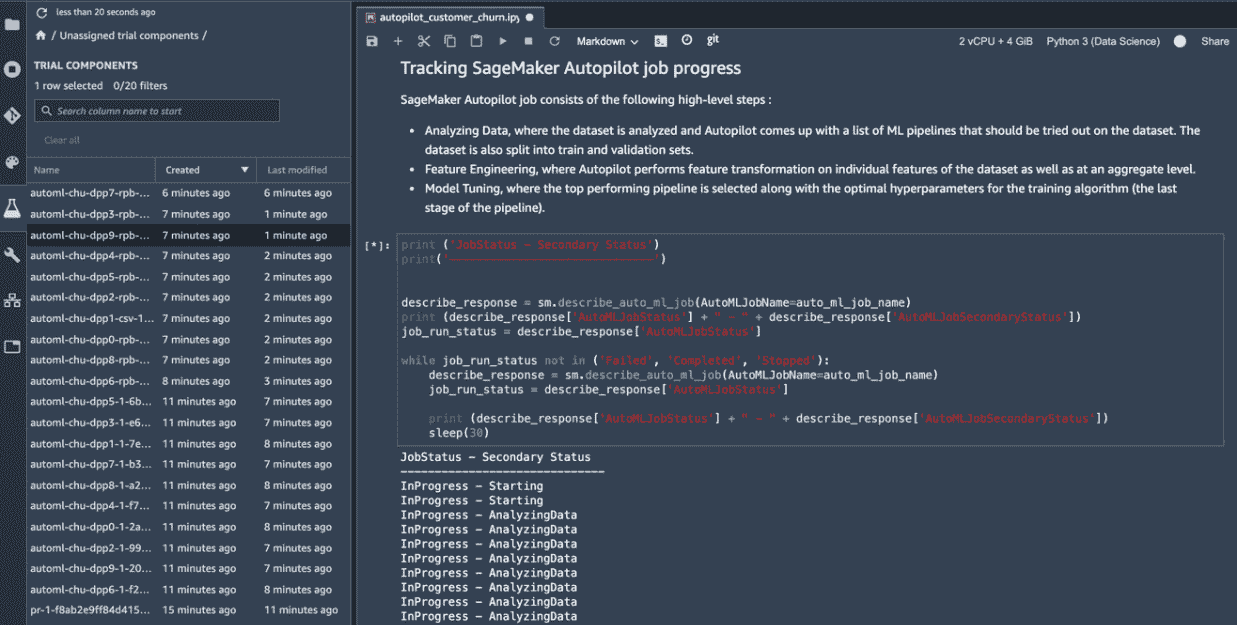 less than 20 seconds ago
/ Unassigned trial components /
TRIAL COMPONENTS
1 row selected 0/20 filters
Search column name to start
Clear all
Name Created Last modified
automl-chu-dpp7-rpb-... 6 minutes ago 6 minutes ago
automl-chu-dpp3-rpb-... 7 minutes ago 1 minute ago
automl-chu-dpp9-rpb-... 7 minutes ago 1 minute ago
automl-chu-dpp4-rpb-... 7 minutes ago 2 minutes ago
automl-chu-dpp5-rpb-... 7 minutes ago 2 minutes ago
automl-chu-dpp2-rpb-... 7 minutes ago 2 minutes ago
automl-chu-dpp1-csv-1... 7 minutes ago 2 minutes ago
automl-chu-dpp0-rpb-... 7 minutes ago 2 minutes ago
automl-chu-dpp8-rpb-... 7 minutes ago 2 minutes ago
automl-chu-dpp6-rpb-... 8 minutes ago 3 minutes ago
automl-chu-dpp5-1-6b... 11 minutes ago 7 minutes ago
automl-chu-dpp3-1-e6... 11 minutes ago 7 minutes ago
automl-chu-dpp1-1-7e... 11 minutes ago 8 minutes ago
automl-chu-dpp7-1-b3... 11 minutes ago 7 minutes ago
automl-chu-dpp8-1-a2... 11 minutes ago 8 minutes ago
automl-chu-dpp4-1-f7... 11 minutes ago 7 minutes ago
automl-chu-dpp0-1-2a... 11 minutes ago 8 minutes ago
automl-chu-dpp2-1-99... 11 minutes ago 7 minutes ago
automl-chu-dpp9-1-20... 11 minutes ago 7 minutes ago
automl-chu-dpp6-1-f2... 11 minutes ago 8 minutes ago
pr-1-f8ab2e9ff84d415... 15 minutes ago 11 minutes ago
autopilot_customer_churn.ipy
Markdown git 2 vCPU + 4 GiB Python 3 (Data Science) Share
Tracking SageMaker Autopilot job progress
SageMaker Autopilot job consists of the following high-level steps :
• Analyzing Data, where the dataset is analyzed and Autopilot comes up with a list of ML pipelines that should be tried out on the dataset. The
dataset is also split into train and validation sets.
• Feature Engineering, where Autopilot performs feature transformation on individual features of the dataset as well as at an aggregate level.
• Model Tuning, where the top performing pipeline is selected along with the optimal hyperparameters for the training algorithm (the last
stage of the pipeline).
[*]: print ('JobStatus - Secondary Status')
print('------------------------------')
describe_response = sm.describe_auto_ml_job(AutoMLJobName=auto_ml_job_name)
print (describe_response['AutoMLJobStatus'] + " - " + describe_response['AutoMLJobSecondaryStatus'])
job_run_status = describe_response['AutoMLJobStatus']
while job_run_status not in ('Failed', 'Completed', 'Stopped'):
describe_response = sm.describe_auto_ml_job(AutoMLJobName=auto_ml_job_name)
job_run_status = describe_response['AutoMLJobStatus']
print (describe_response['AutoMLJobStatus'] + " - " + describe_response['AutoMLJobSecondaryStatus'])
sleep(30)
JobStatus - Secondary Status
------------------------------
InProgress - Starting
InProgress - Starting
InProgress - AnalyzingData
InProgress - AnalyzingData
InProgress - AnalyzingData
InProgress - AnalyzingData
InProgress - AnalyzingData
InProgress - AnalyzingData
InProgress - AnalyzingData
InProgress - AnalyzingData